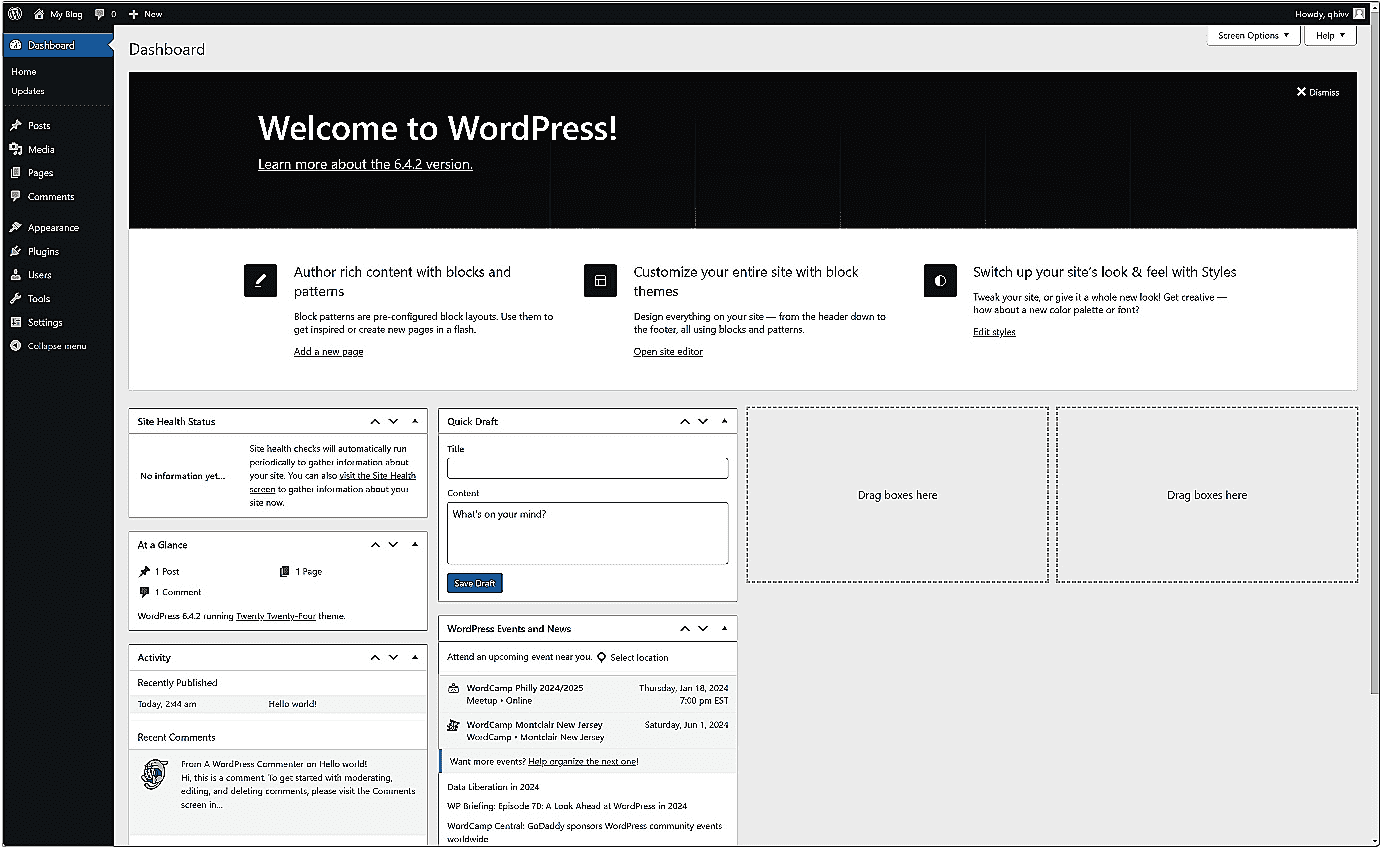 My Blog 0 New
Howdy, qhivv
Dashboard
Home
Updates
Posts
Media
Pages
Comments
Appearance
Plugins
Users
Tools
Settings
Collapse menu
Dashboard
Screen Options ▼
Help ▼
Dismiss
Welcome to WordPress!
Learn more about the 6.4.2 version.
Author rich content with blocks and
patterns
Block patterns are pre-configured block layouts. Use them to
get inspired or create new pages in a flash.
Add a new page
Customize your entire site with block
themes
Design everything on your site — from the header down to
the footer, all using blocks and patterns.
Open site editor
Switch up your site's look & feel with Styles
Tweak your site, or give it a whole new look! Get creative —
how about a new color palette or font?
Edit styles
Site Health Status
No information yet...
Site health checks will automatically run
periodically to gather information about
your site. You can also visit the Site Health
screen to gather information about your
site now.
At a Glance
1 Post
1 Page
1 Comment
WordPress 6.4.2 running Twenty Twenty-Four theme.
Activity
Recently Published
Today, 2:44 am Hello world!
Recent Comments
From A WordPress Commenter on Hello world!
Hi, this is a comment. To get started with moderating,
editing, and deleting comments, please visit the Comments
screen in...
Quick Draft
Title
Content
What's on your mind?
Save Draft
WordPress Events and News
Attend an upcoming event near you. Select location
WordCamp Philly 2024/2025 Thursday, Jan 18, 2024
Meetup • Online 7:00 pm EST
WordCamp Montclair New Jersey Saturday, Jun 1, 2024
WordCamp • Montclair New Jersey
Want more events? Help organize the next one!
Data Liberation in 2024
WP Briefing: Episode 70: A Look Ahead at WordPress in 2024
WordCamp Central: GoDaddy sponsors WordPress community events
worldwide
Drag boxes here
Drag boxes here